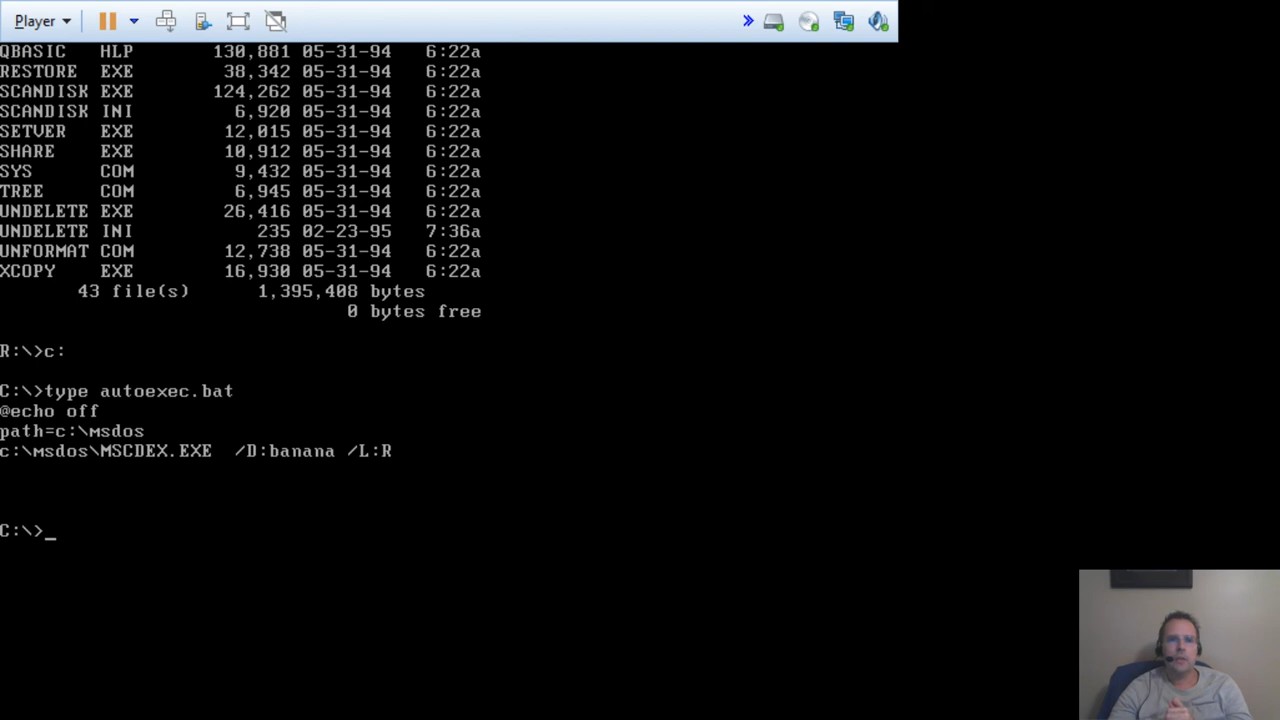 Player
QBASIC HLP 130,881 05-31-94 6:22a
RESTORE EXE 38,342 05-31-94 6:22a
SCANDISK EXE 124,262 05-31-94 6:22a
SCANDISK INI 6,920 05-31-94 6:22a
SETVER EXE 12,015 05-31-94 6:22a
SHARE EXE 10,912 05-31-94 6:22a
SYS COM 9,432 05-31-94 6:22a
TREE COM 6,945 05-31-94 6:22a
UNDELETE EXE 26,416 05-31-94 6:22a
UNDELETE INI 235 02-23-95 7:36a
UNFORMAT COM 12,738 05-31-94 6:22a
XCOPY EXE 16,930 05-31-94 6:22a
43 file(s) 1,395,408 bytes
0 bytes free
R:\>c:
C:\>type autoexec.bat
@echo off
path=c:\msdos
c:\msdos\MSCDEX.EXE /D:banana /L:R
C:\>_